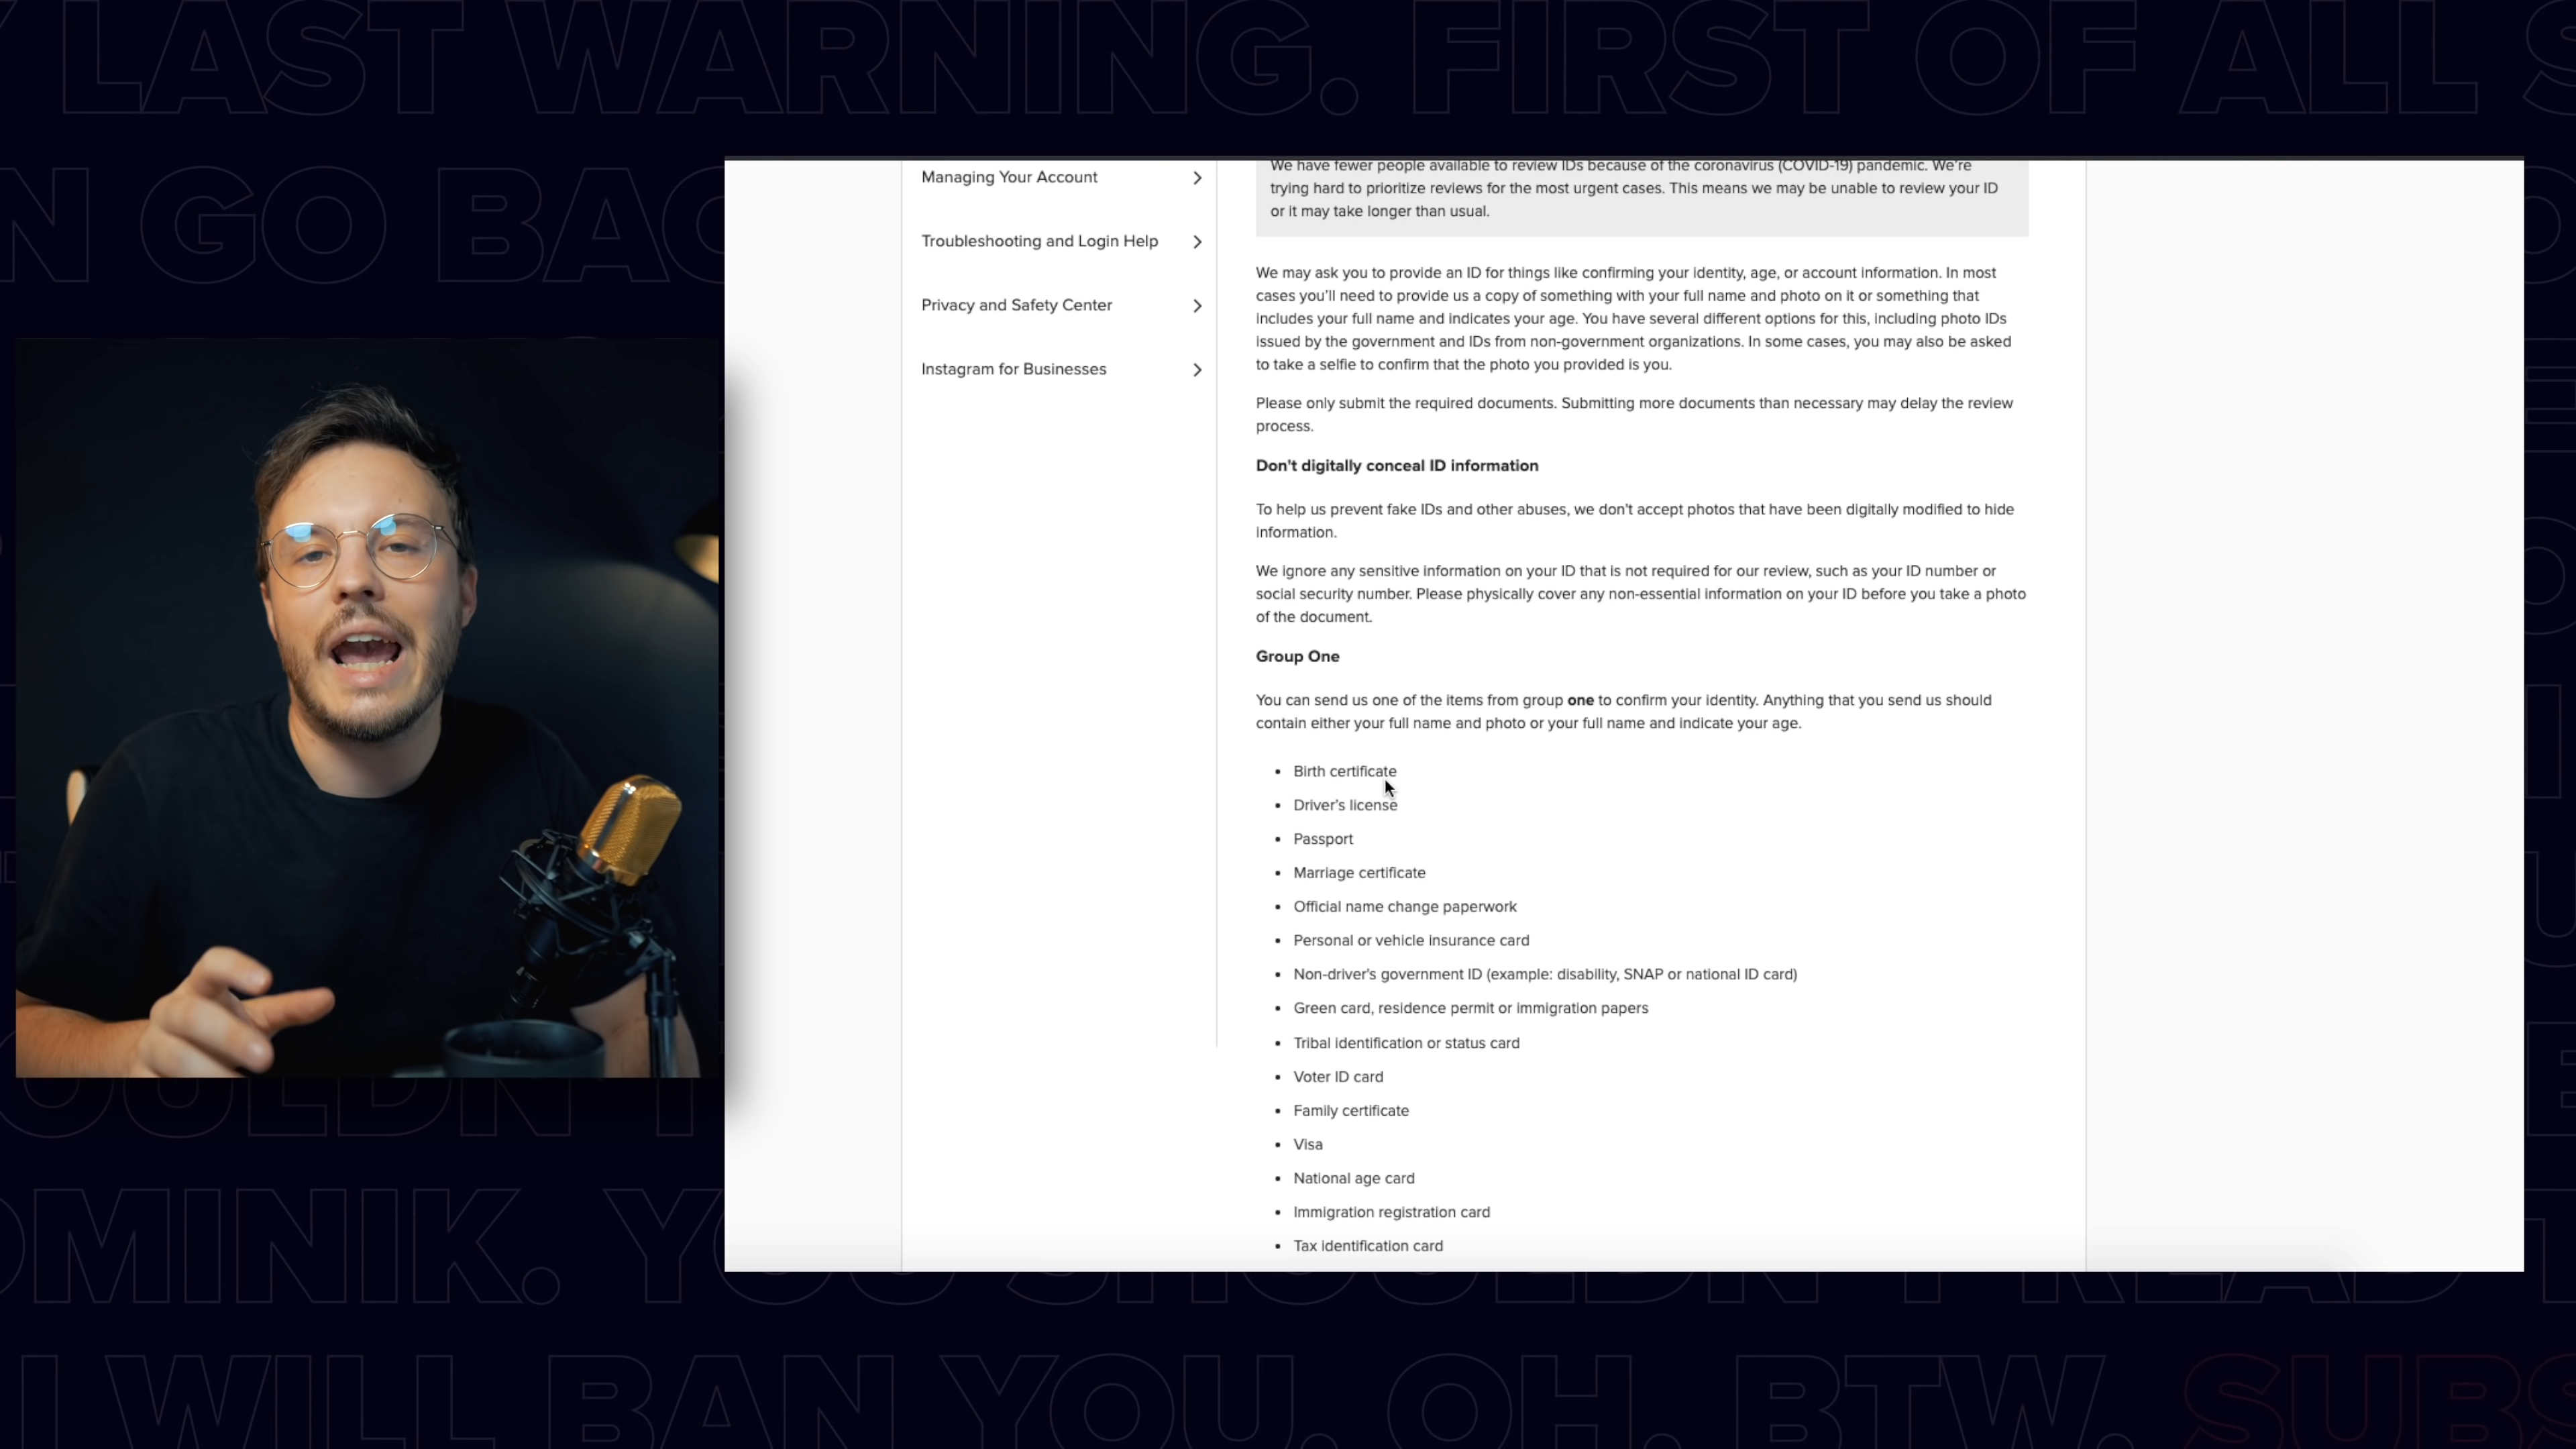 LAST WARNING. FIRST OF ALL
GO BAC
Managing Your Account
Troubleshooting and Login Help
Privacy and Safety Center
Instagram for Businesses
We have fewer people available to review IDs because of the coronavirus (COVID-19) pandemic. We're
trying hard to prioritize reviews for the most urgent cases. This means we may be unable to review your ID
or it may take longer than usual.
We may ask you to provide an ID for things like confirming your identity, age, or account information. In most
cases you'll need to provide us a copy of something with your full name and photo on it or something that
includes your full name and indicates your age. You have several different options for this, including photo IDs
issued by the government and IDs from non-government organizations. In some cases, you may also be asked
to take a selfie to confirm that the photo you provided is you.
Please only submit the required documents. Submitting more documents than necessary may delay the review
process.
Don't digitally conceal ID information
To help us prevent fake IDs and other abuses, we don't accept photos that have been digitally modified to hide
information.
We ignore any sensitive information on your ID that is not required for our review, such as your ID number or
social security number. Please physically cover any non-essential information on your ID before you take a photo
of the document.
Group One
You can send us one of the items from group one to confirm your identity. Anything that you send us should
contain either your full name and photo or your full name and indicate your age.
• Birth certificate
• Driver's license
• Passport
• Marriage certificate
• Official name change paperwork
• Personal or vehicle insurance card
• Non-driver's government ID (example: disability, SNAP or national ID card)
• Green card, residence permit or immigration papers
• Tribal identification or status card
• Voter ID card
• Family certificate
• Visa
• National age card
• Immigration registration card
• Tax identification card
OULDN'T
OMINIK. YOU SHOULDN'T READ T
I WILL BAN YOU. OH. BTW. SUBS